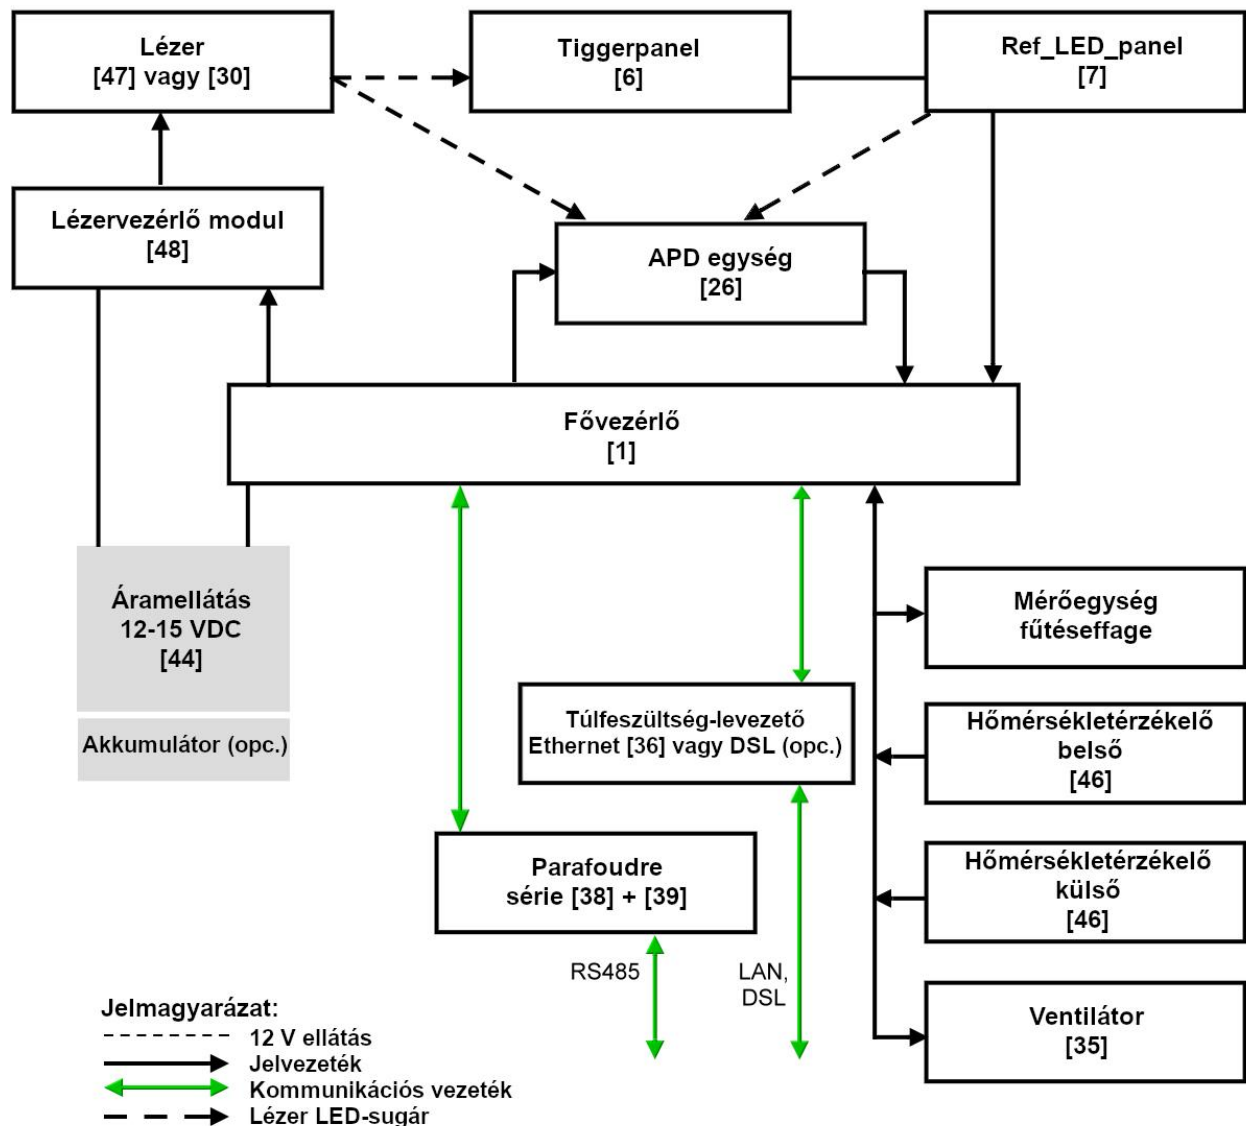 Lézer
[47] vagy [30]
Tiggerpanel
[6]
Ref_LED_panel
[7]
Lézervezérlő modul
[48]
APD egység
[26]
Fővezérlő
[1]
Áramellátás
12-15 VDC
[44]
Akkumulátor (opc.)
Mérőegység
fűtéseffage
Túlfeszültség-levezető
Ethernet [36] vagy DSL (opc.)
Hőmérsékletérzékelő
belső
[46]
Parafoudre
série [38] + [39]
Hőmérsékletérzékelő
külső
[46]
RS485
LAN,
DSL
Ventilátor
[35]
Jelmagyarázat:
12 V ellátás
Jelvezeték
Kommunikációs vezeték
Lézer LED-sugár